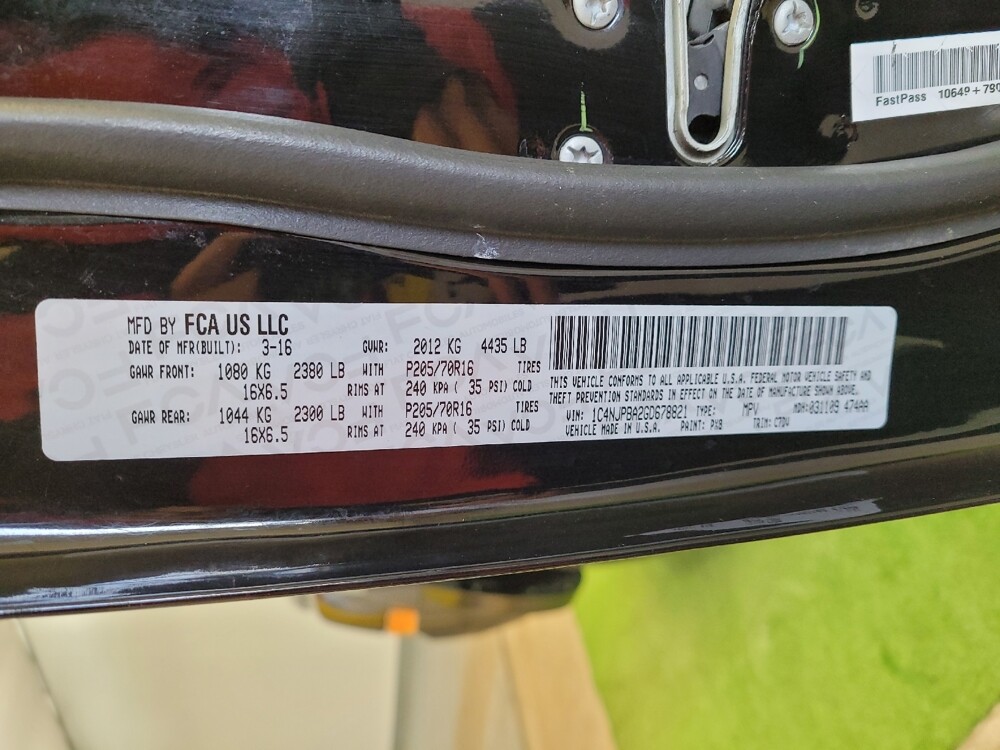 FastPass 10649+790
MFD BY FCA US LLC
DATE OF MFR(BUILT): 3-16 GVWR: 2012 KG 4435 LB
GAWR FRONT: 1080 KG 2380 LB WITH P205/70R16 TIRES
16X6.5 RIMS AT 240 KPA ( 35 PSI) COLD
GAWR REAR: 1044 KG 2300 LB WITH P205/70R16 TIRES
16X6.5 RIMS AT 240 KPA ( 35 PSI) COLD
THIS VEHICLE CONFORMS TO ALL APPLICABLE U.S.A. FEDERAL MOTOR VEHICLE SAFETY AND
THEFT PREVENTION STANDARDS IN EFFECT ON THE DATE OF MANUFACTURE SHOWN ABOVE.
VIN: 1C4NJPBA2GD678821 TYPE: MPV MDH:031109 474AA
VEHICLE MADE IN U.S.A. PAINT: PX8 TRIM: C7DV